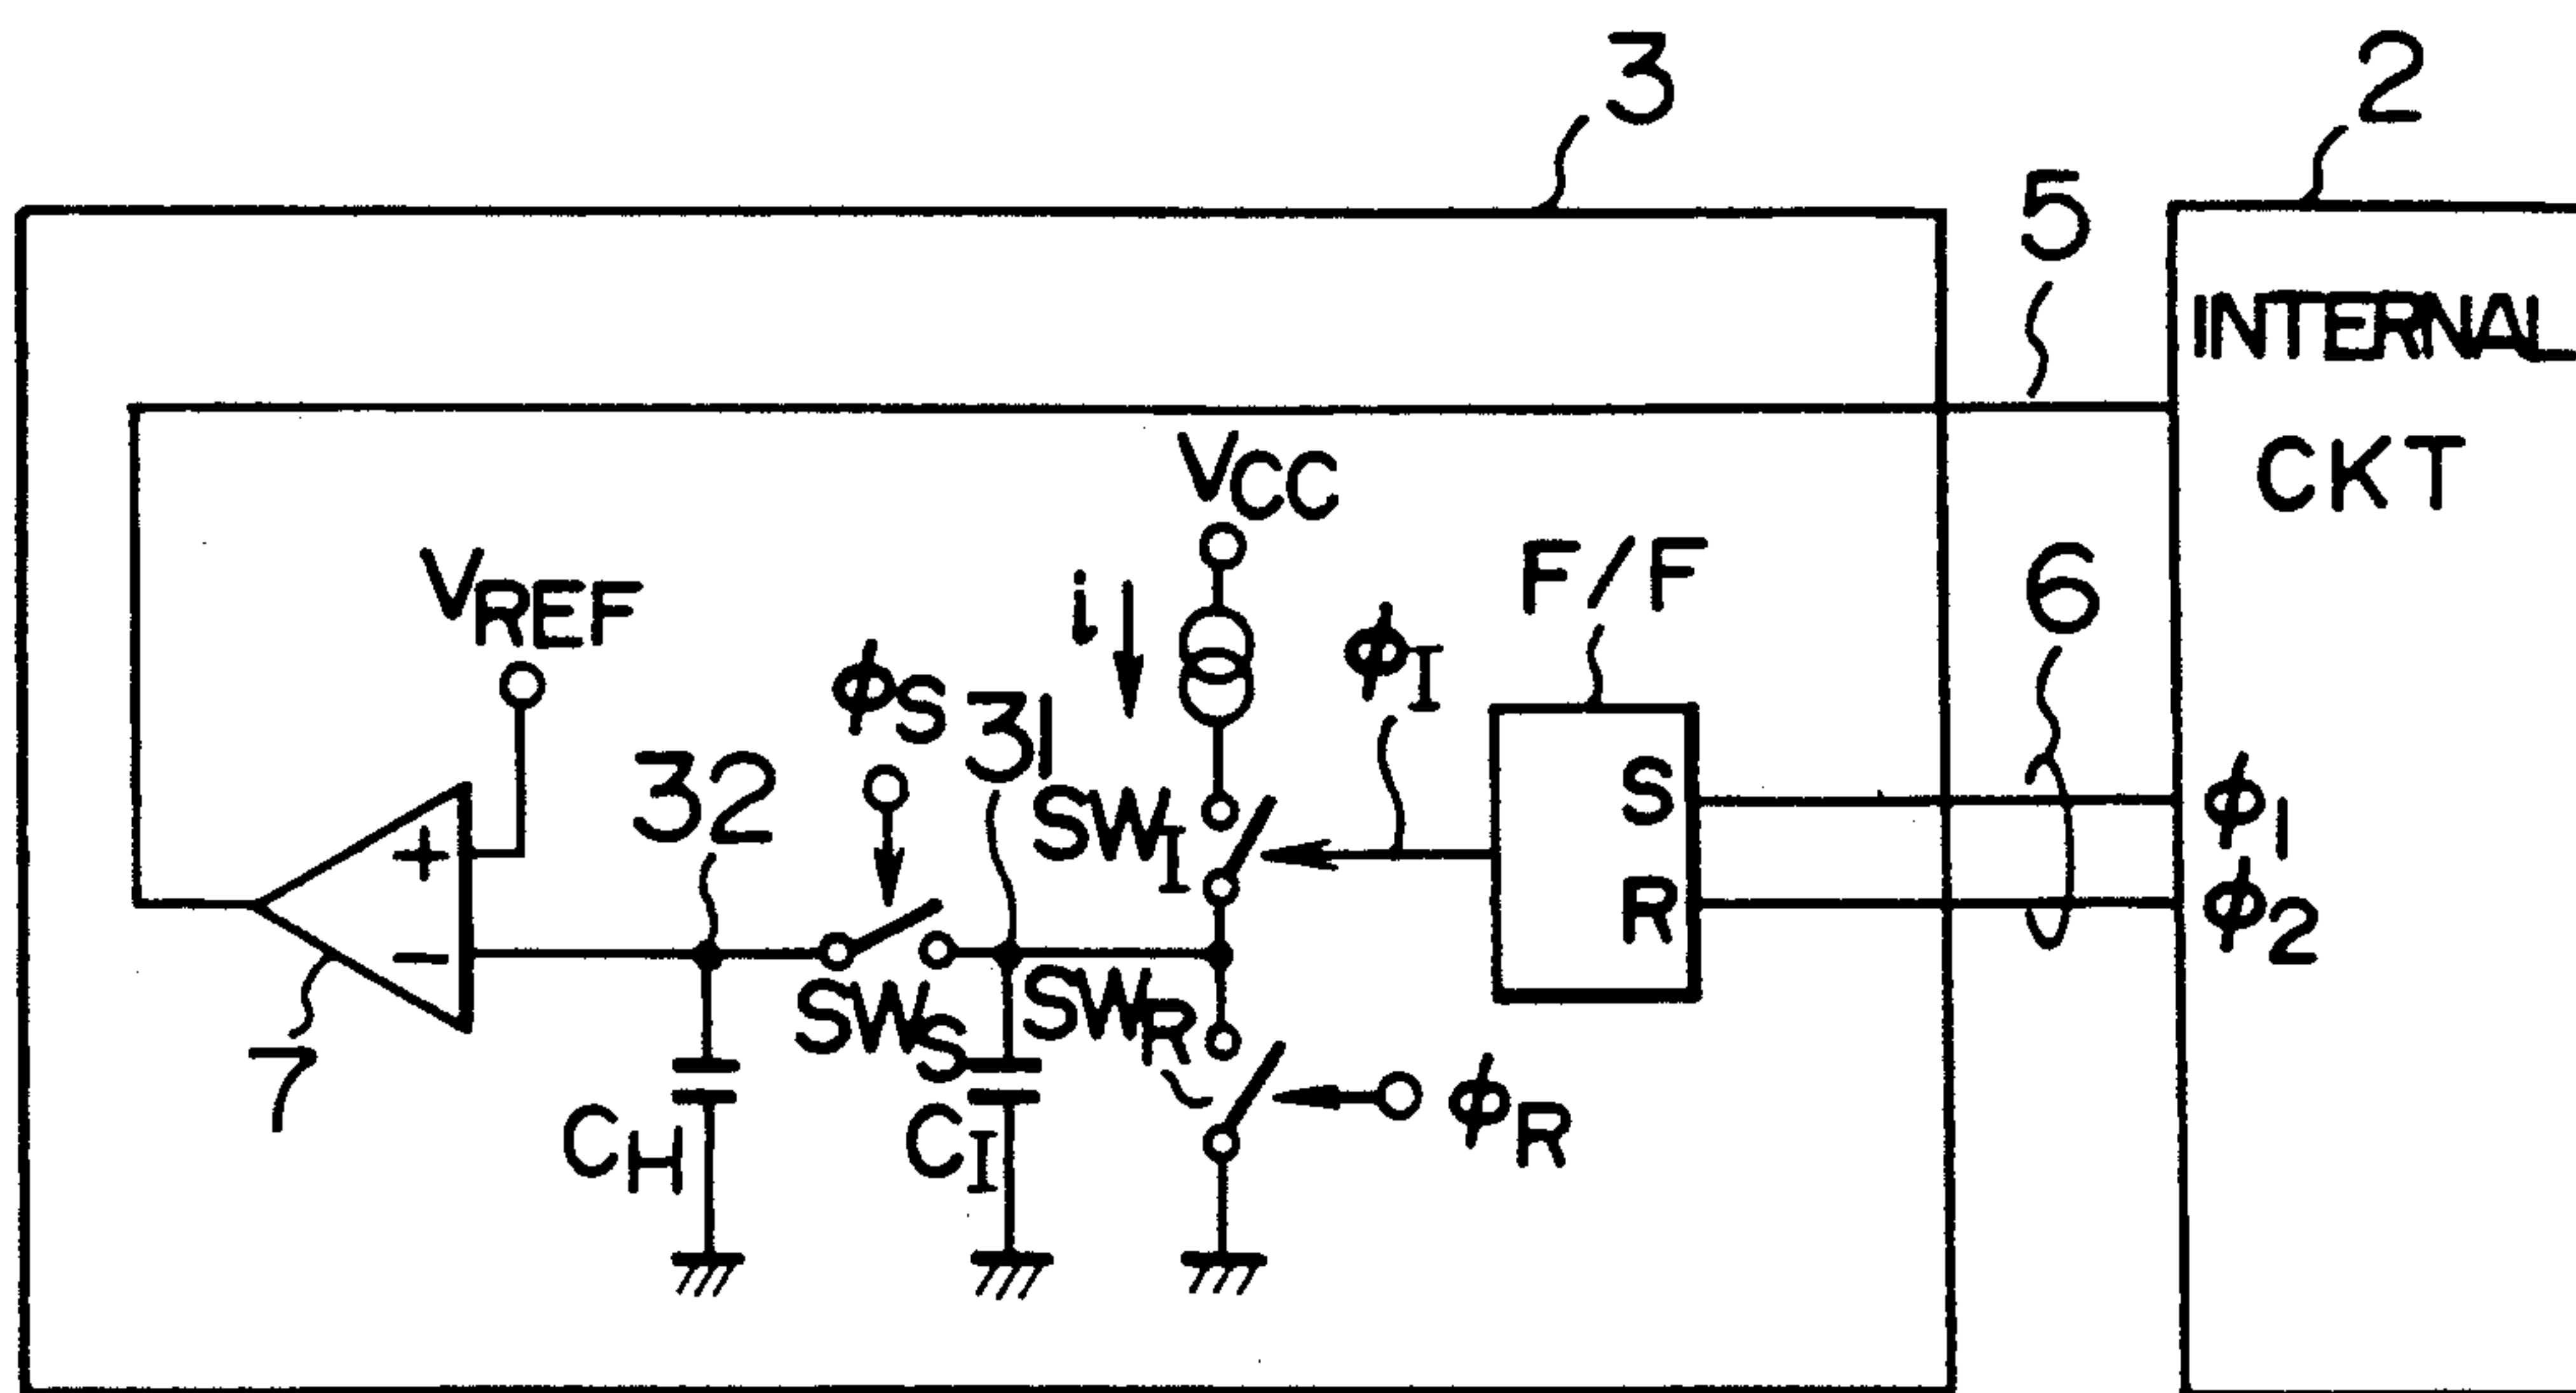 3
2
5
INTERNAL
CKT
VCC
VREF
i
F/F
6
ϕS
31
ϕI
32
SWI
S
ϕ1
+
R
ϕ2
−
SWS
SWR
7
CH
CI
ϕR